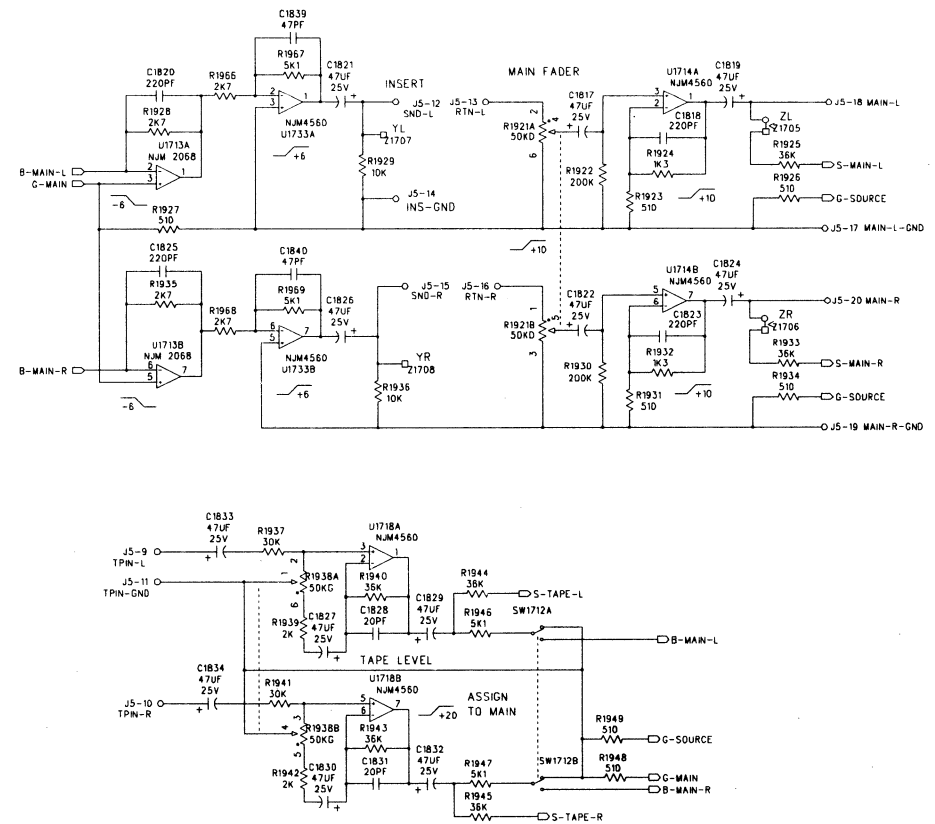 C1839
47PF
R1967
5K1
C1821
47UF
25V
C1820
220PF
R1928
2K7
R1966
2K7
U1713A
NJM 2068
NJM4560
U1733A
+6
-6
B-MAIN-L
G-MAIN
R1927
510
INSERT
J5-12
SND-L
YL
Z1707
R1929
10K
J5-14
INS-GND
MAIN FADER
J5-13
RTN-L
R1921A
50KD
C1817
47UF
25V
R1922
200K
U1714A
NJM4560
C1818
220PF
R1924
1K3
R1923
510
+10
C1819
47UF
25V
J5-18 MAIN-L
ZL
Z1705
R1925
36K
S-MAIN-L
R1926
510
G-SOURCE
J5-17 MAIN-L-GND
+10
C1825
220PF
R1935
2K7
R1968
2K7
U1713B
NJM 2068
B-MAIN-R
-6
C1840
47PF
R1969
5K1
C1826
47UF
25V
NJM4560
U1733B
+6
J5-15
SND-R
YR
Z1708
R1936
10K
J5-16
RTN-R
R1921B
50KD
C1822
47UF
25V
R1930
200K
U1714B
NJM4560
C1823
220PF
R1932
1K3
R1931
510
+10
C1824
47UF
25V
J5-20 MAIN-R
ZR
Z1706
R1933
36K
S-MAIN-R
R1934
510
G-SOURCE
J5-19 MAIN-R-GND
C1833
47UF
25V
R1937
30K
J5-9
TPIN-L
J5-11
TPIN-GND
R1938A
50KG
R1939
2K
C1827
47UF
25V
U1718A
NJM4560
R1940
36K
C1828
20PF
C1829
47UF
25V
R1944
36K
S-TAPE-L
R1946
5K1
SW1712A
B-MAIN-L
TAPE LEVEL
C1834
47UF
25V
R1941
30K
J5-10
TPIN-R
R1938B
50KG
R1942
2K
C1830
47UF
25V
U1718B
NJM4560
R1943
36K
C1831
20PF
+20
C1832
47UF
25V
ASSIGN
TO MAIN
R1947
5K1
R1945
36K
SW1712B
S-TAPE-R
R1949
510
G-SOURCE
R1948
510
G-MAIN
B-MAIN-R